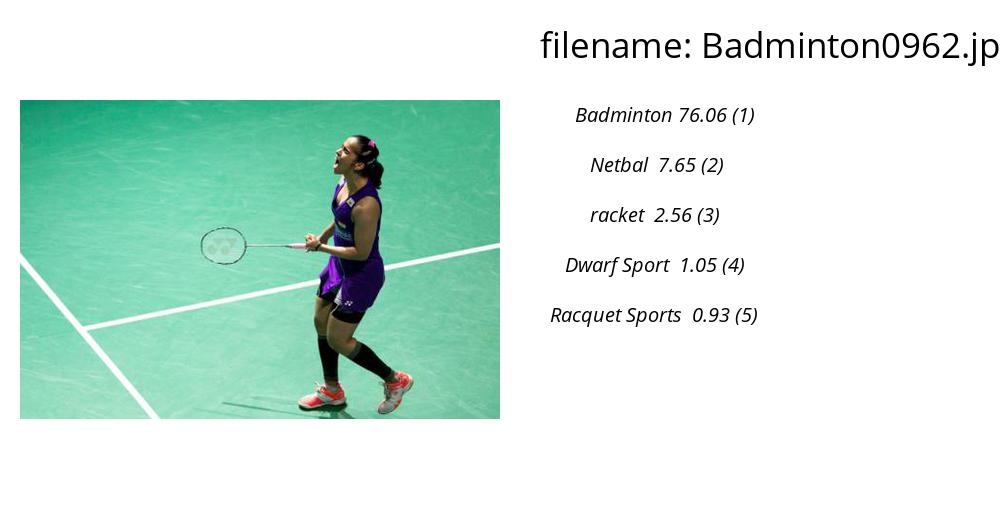 filename: Badminton0962.jp
Badminton 76.06 (1)
Netbal 7.65 (2)
racket 2.56 (3)
Dwarf Sport 1.05 (4)
Racquet Sports 0.93 (5)